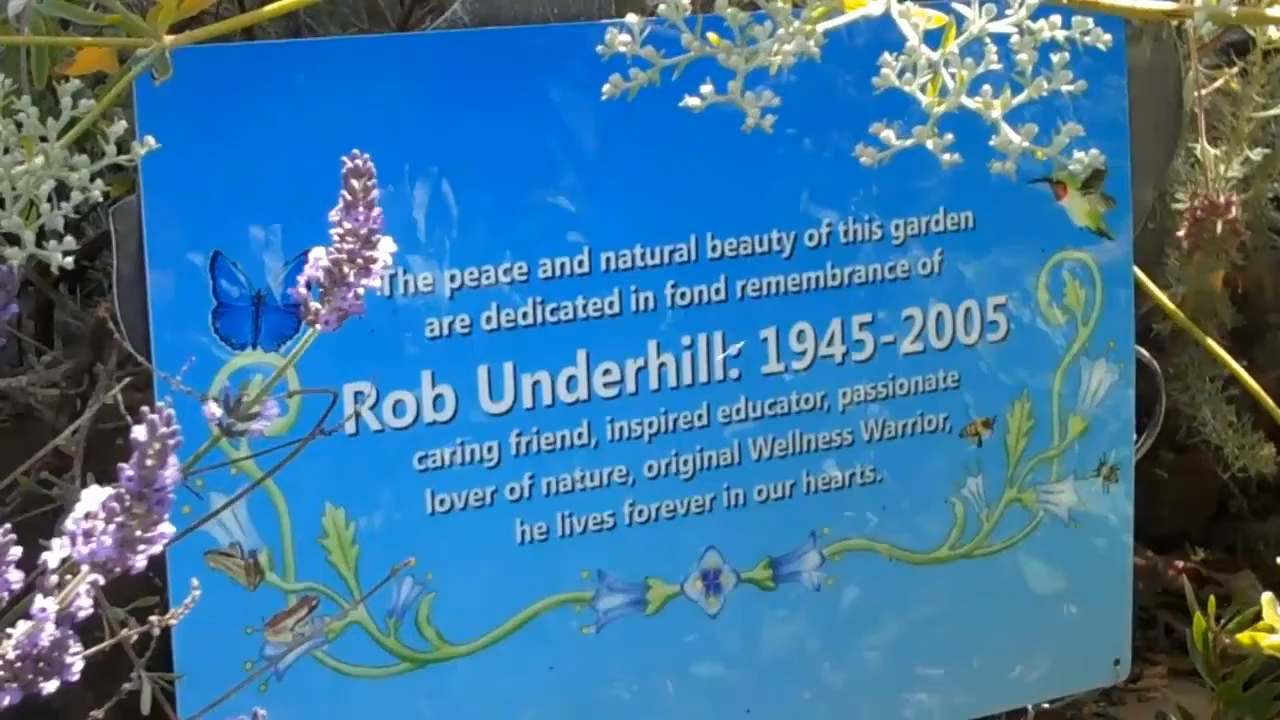 The peace and natural beauty of this garden
are dedicated in fond remembrance of
Rob Underhill: 1945-2005
caring friend, inspired educator, passionate
lover of nature, original Wellness Warrior,
he lives forever in our hearts.